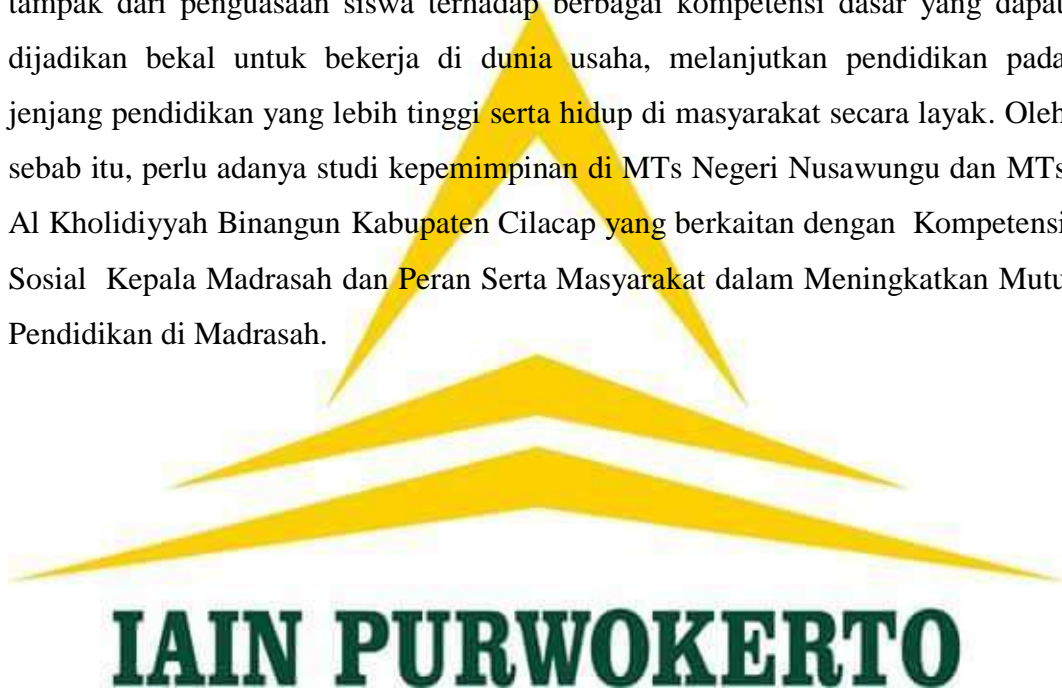 tampak dari penguasaan siswa terhadap berbagai kompetensi dasar yang dapat
dijadikan bekal untuk bekerja di dunia usaha, melanjutkan pendidikan pada
jenjang pendidikan yang lebih tinggi serta hidup di masyarakat secara layak. Oleh
sebab itu, perlu adanya studi kepemimpinan di MTs Negeri Nusawungu dan MTs
Al Kholidiyyah Binangun Kabupaten Cilacap yang berkaitan dengan Kompetensi
Sosial Kepala Madrasah dan Peran Serta Masyarakat dalam Meningkatkan Mutu
Pendidikan di Madrasah.
IAIN PURWOKERTO